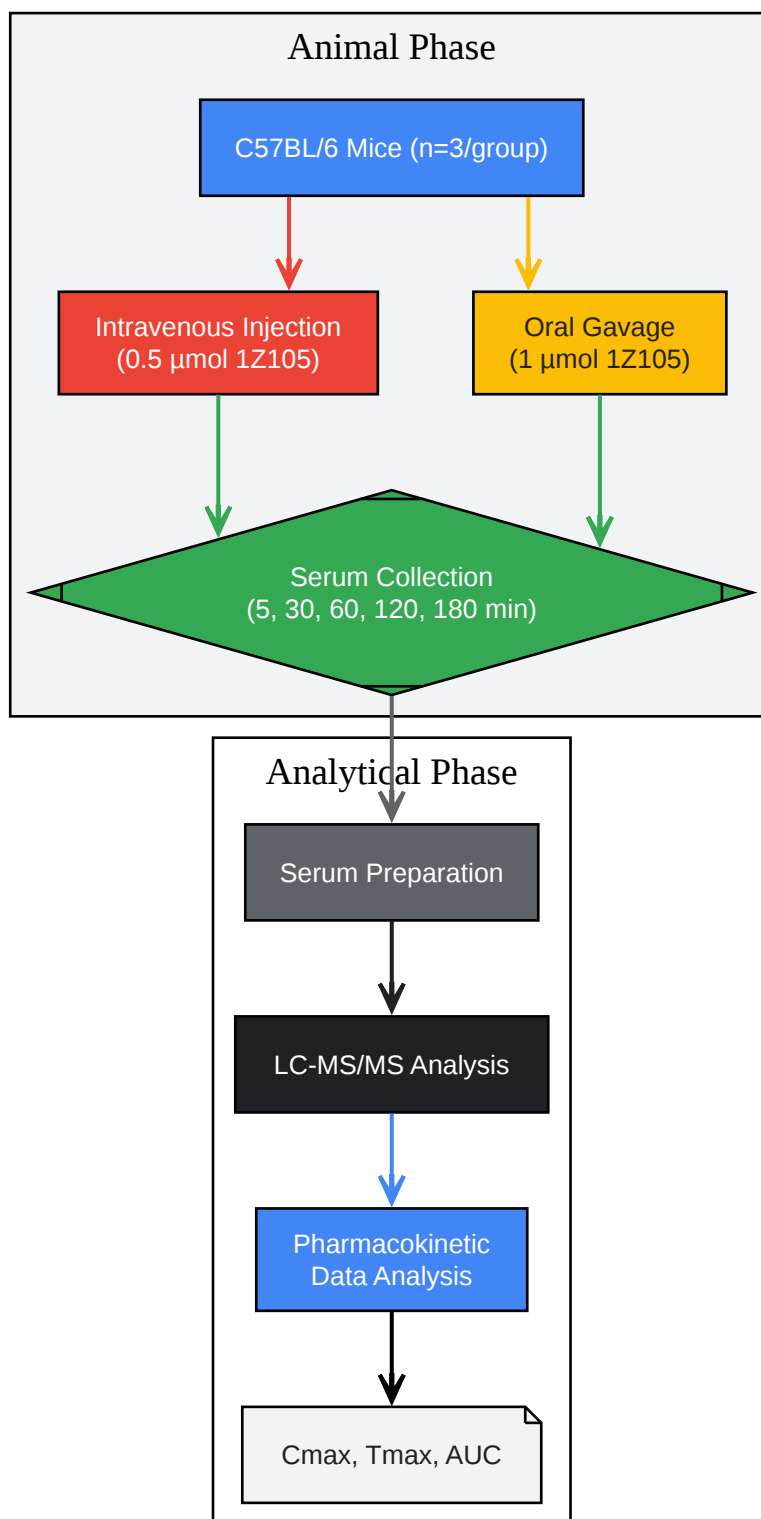 Animal Phase
C57BL/6 Mice (n=3/group)
Intravenous Injection
(0.5 µmol 1Z105)
Oral Gavage
(1 µmol 1Z105)
Serum Collection
(5, 30, 60, 120, 180 min)
Analytical Phase
Serum Preparation
LC-MS/MS Analysis
Pharmacokinetic
Data Analysis
Cmax, Tmax, AUC